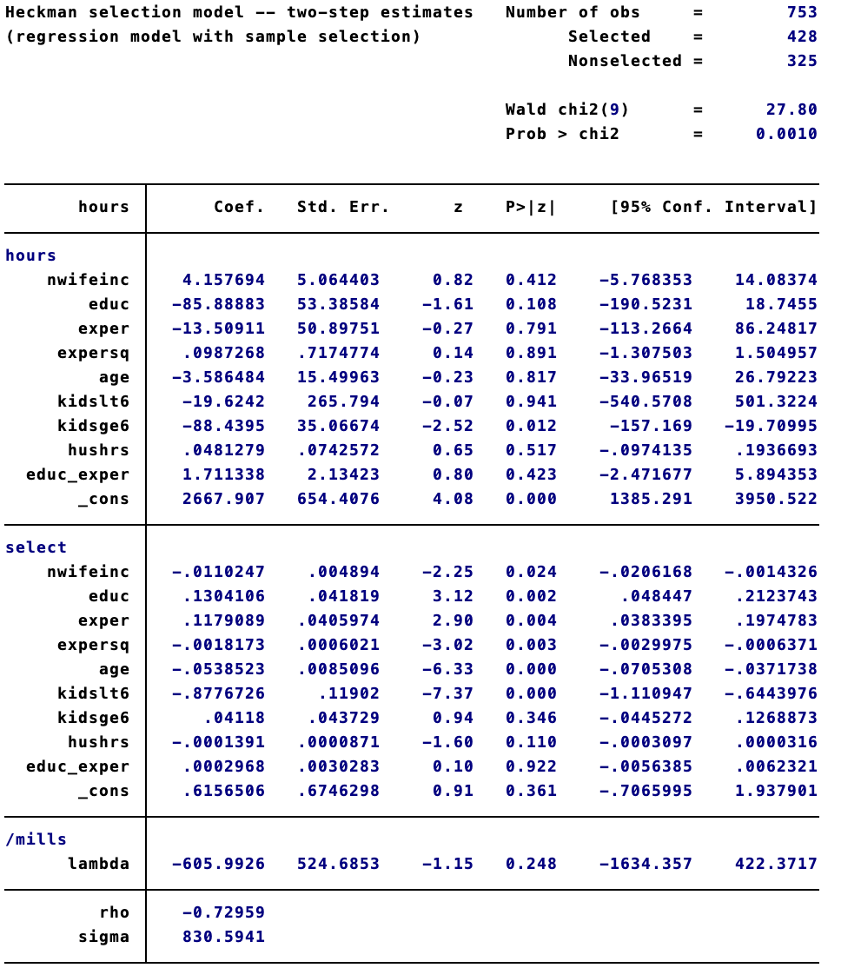 Heckman selection model -- two-step estimates Number of obs = 753
(regression model with sample selection) Selected = 428
Nonselected = 325
Wald chi2(9) = 27.80
Prob > chi2 = 0.0010
hours Coef. Std. Err. z P>|z| [95% Conf. Interval]
hours
nwifeinc 4.157694 5.064403 0.82 0.412 -5.768353 14.08374
educ -85.88883 53.38584 -1.61 0.108 -190.5231 18.7455
exper -13.50911 50.89751 -0.27 0.791 -113.2664 86.24817
expersq .0987268 .7174774 0.14 0.891 -1.307503 1.504957
age -3.586484 15.49963 -0.23 0.817 -33.96519 26.79223
kidslt6 -19.6242 265.794 -0.07 0.941 -540.5708 501.3224
kidsge6 -88.4395 35.06674 -2.52 0.012 -157.169 -19.70995
hushrs .0481279 .0742572 0.65 0.517 -.0974135 .1936693
educ_exper 1.711338 2.13423 0.80 0.423 -2.471677 5.894353
_cons 2667.907 654.4076 4.08 0.000 1385.291 3950.522
select
nwifeinc -.0110247 .004894 -2.25 0.024 -.0206168 -.0014326
educ .1304106 .041819 3.12 0.002 .048447 .2123743
exper .1179089 .0405974 2.90 0.004 .0383395 .1974783
expersq -.0018173 .0006021 -3.02 0.003 -.0029975 -.0006371
age -.0538523 .0085096 -6.33 0.000 -.0705308 -.0371738
kidslt6 -.8776726 .11902 -7.37 0.000 -1.110947 -.6443976
kidsge6 .04118 .043729 0.94 0.346 -.0445272 .1268873
hushrs -.0001391 .0000871 -1.60 0.110 -.0003097 .0000316
educ_exper .0002968 .0030283 0.10 0.922 -.0056385 .0062321
_cons .6156506 .6746298 0.91 0.361 -.7065995 1.937901
/mills
lambda -605.9926 524.6853 -1.15 0.248 -1634.357 422.3717
rho -0.72959
sigma 830.5941